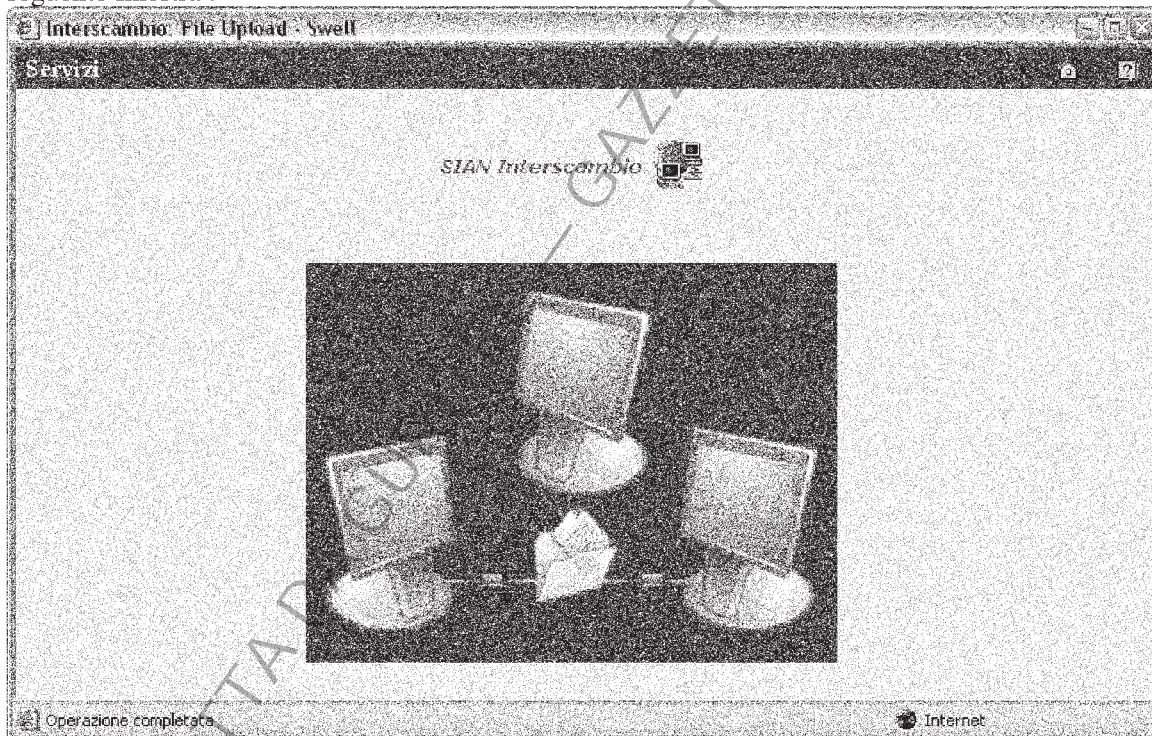 Interscambio: File Upload - Swell
Servizi
SIAN Interscambio
Operazione completata
Internet